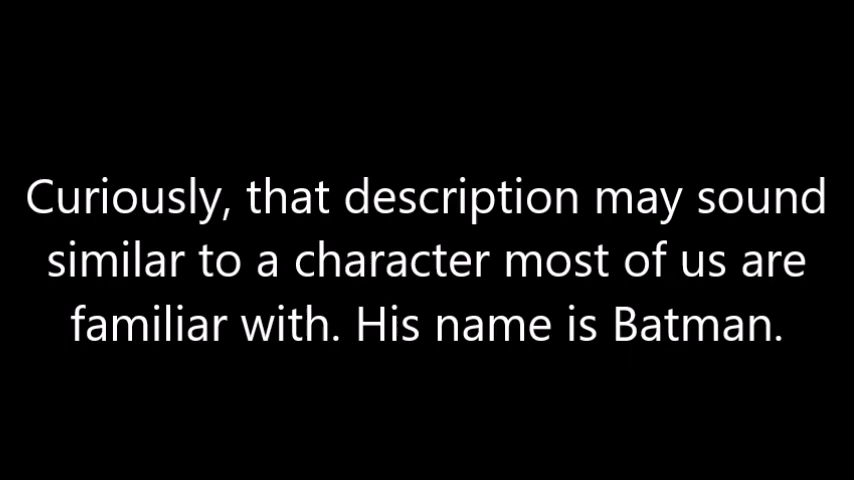 Curiously, that description may sound
similar to a character most of us are
familiar with. His name is Batman.